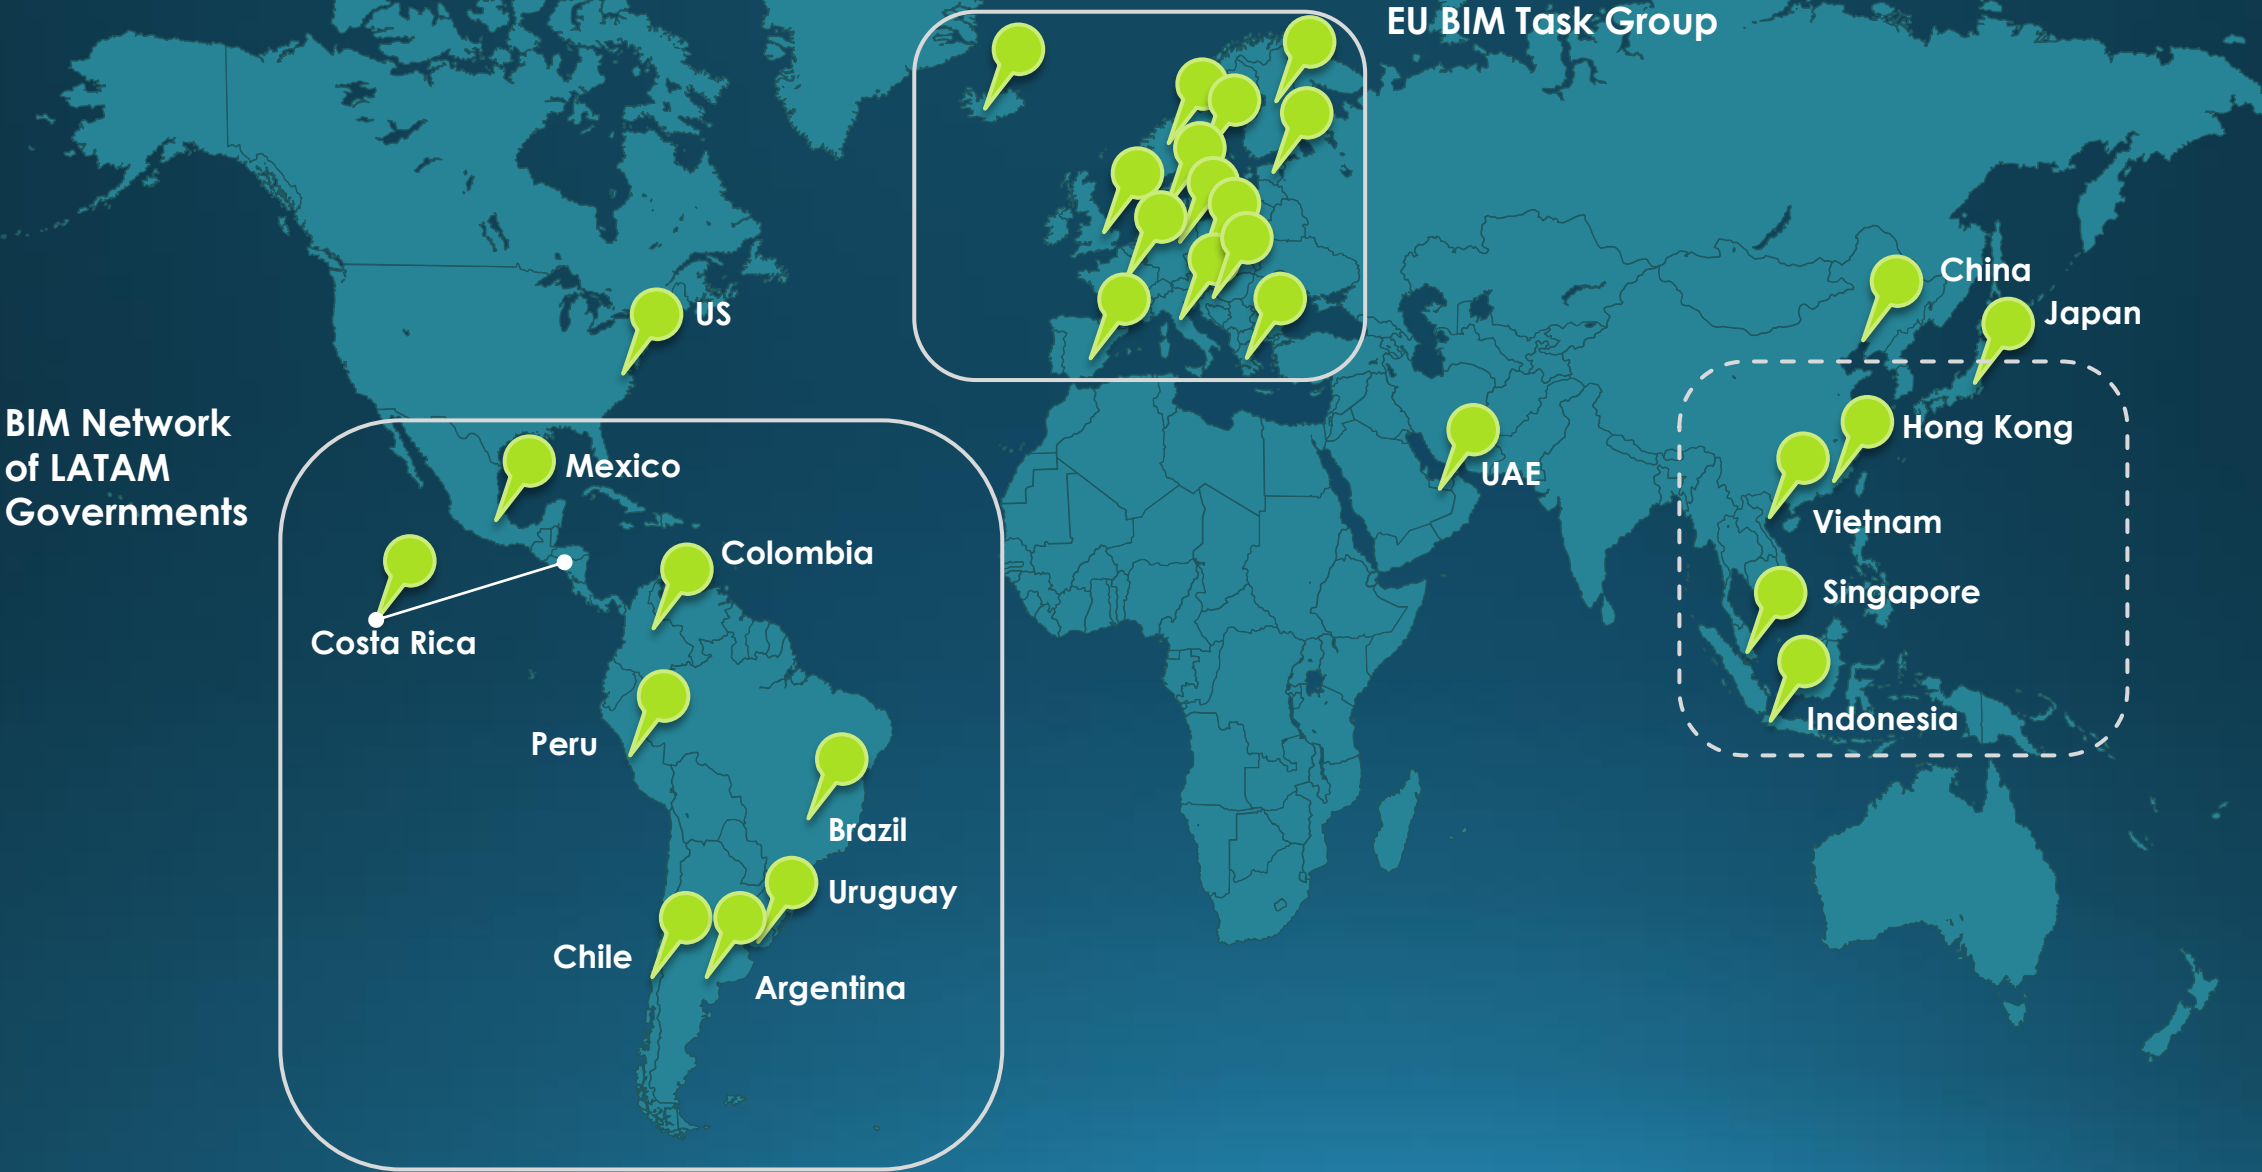 EU BIM Task Group
China
US
Japan
BIM Network
of LATAM
Governments
Hong Kong
Mexico
UAE
Vietnam
Colombia
Singapore
Costa Rica
Indonesia
Peru
Brazil
Uruguay
Chile
Argentina